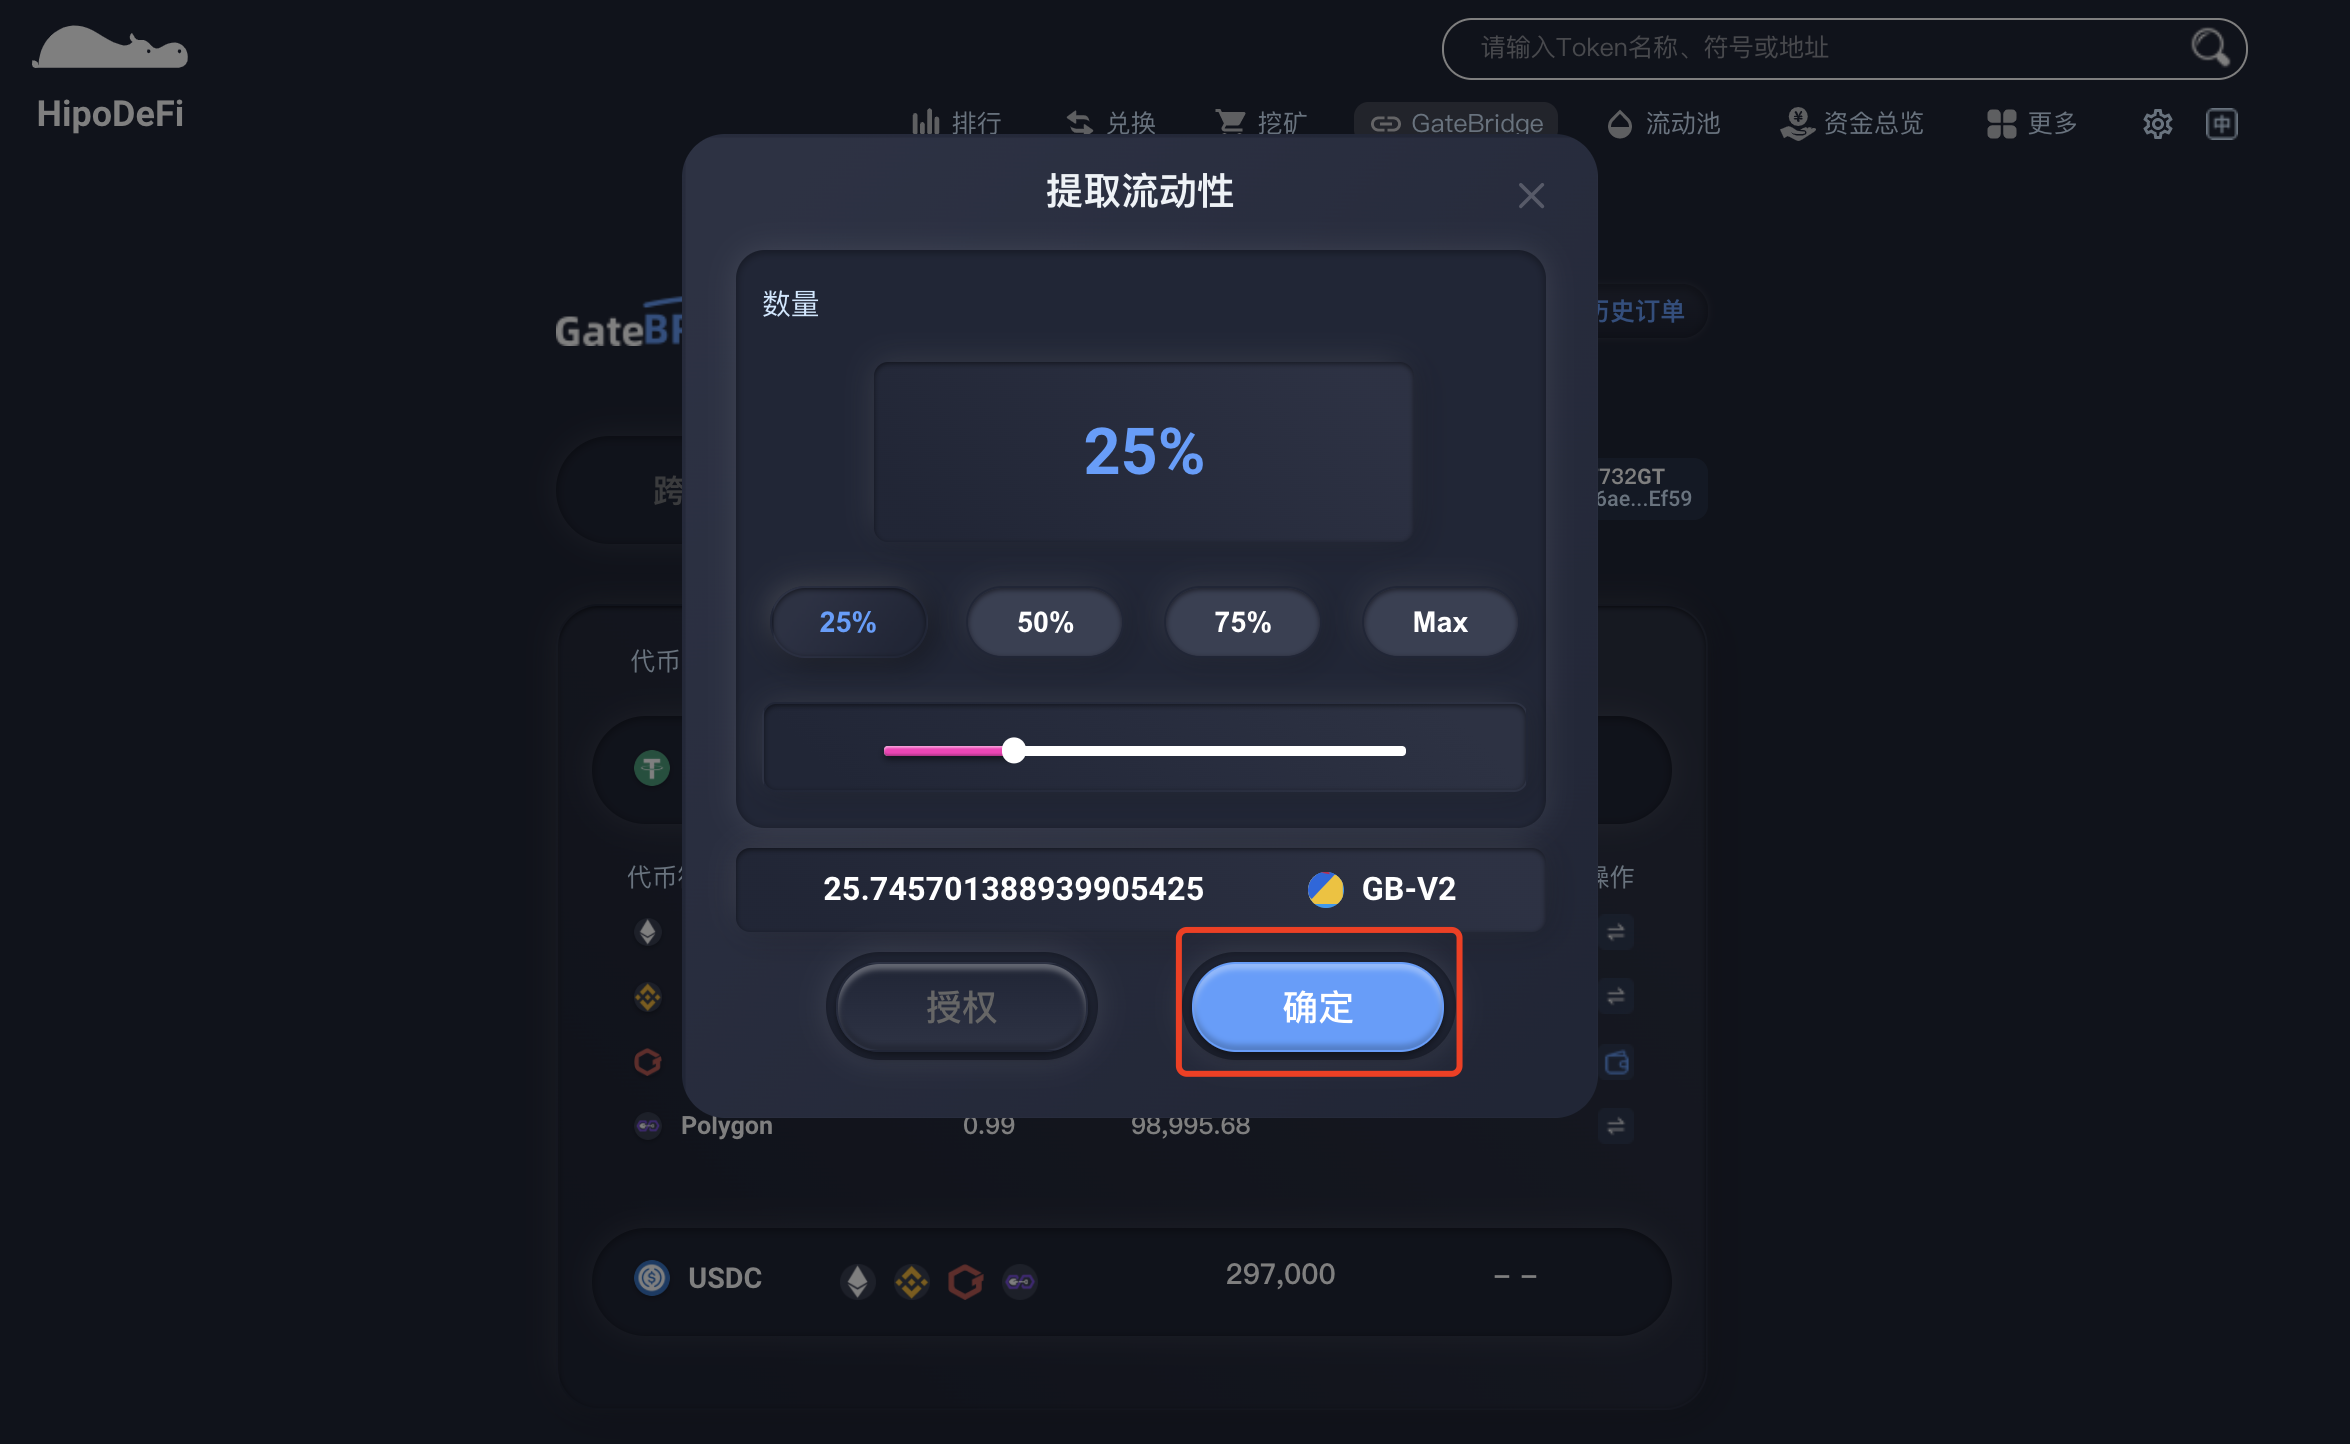 请输入Token名称、符号或地址
HipoDeFi
排行
兑换
挖矿
GateBridge
流动池
资金总览
更多
中
提取流动性
数量
GateBR
历史订单
25%
跨
732GT
6ae...Ef59
25%
50%
75%
Max
代币
代币
操作
25.745701388939905425
GB-V2
授权
确定
Polygon
0.99
98,995.68
USDC
297,000
– –